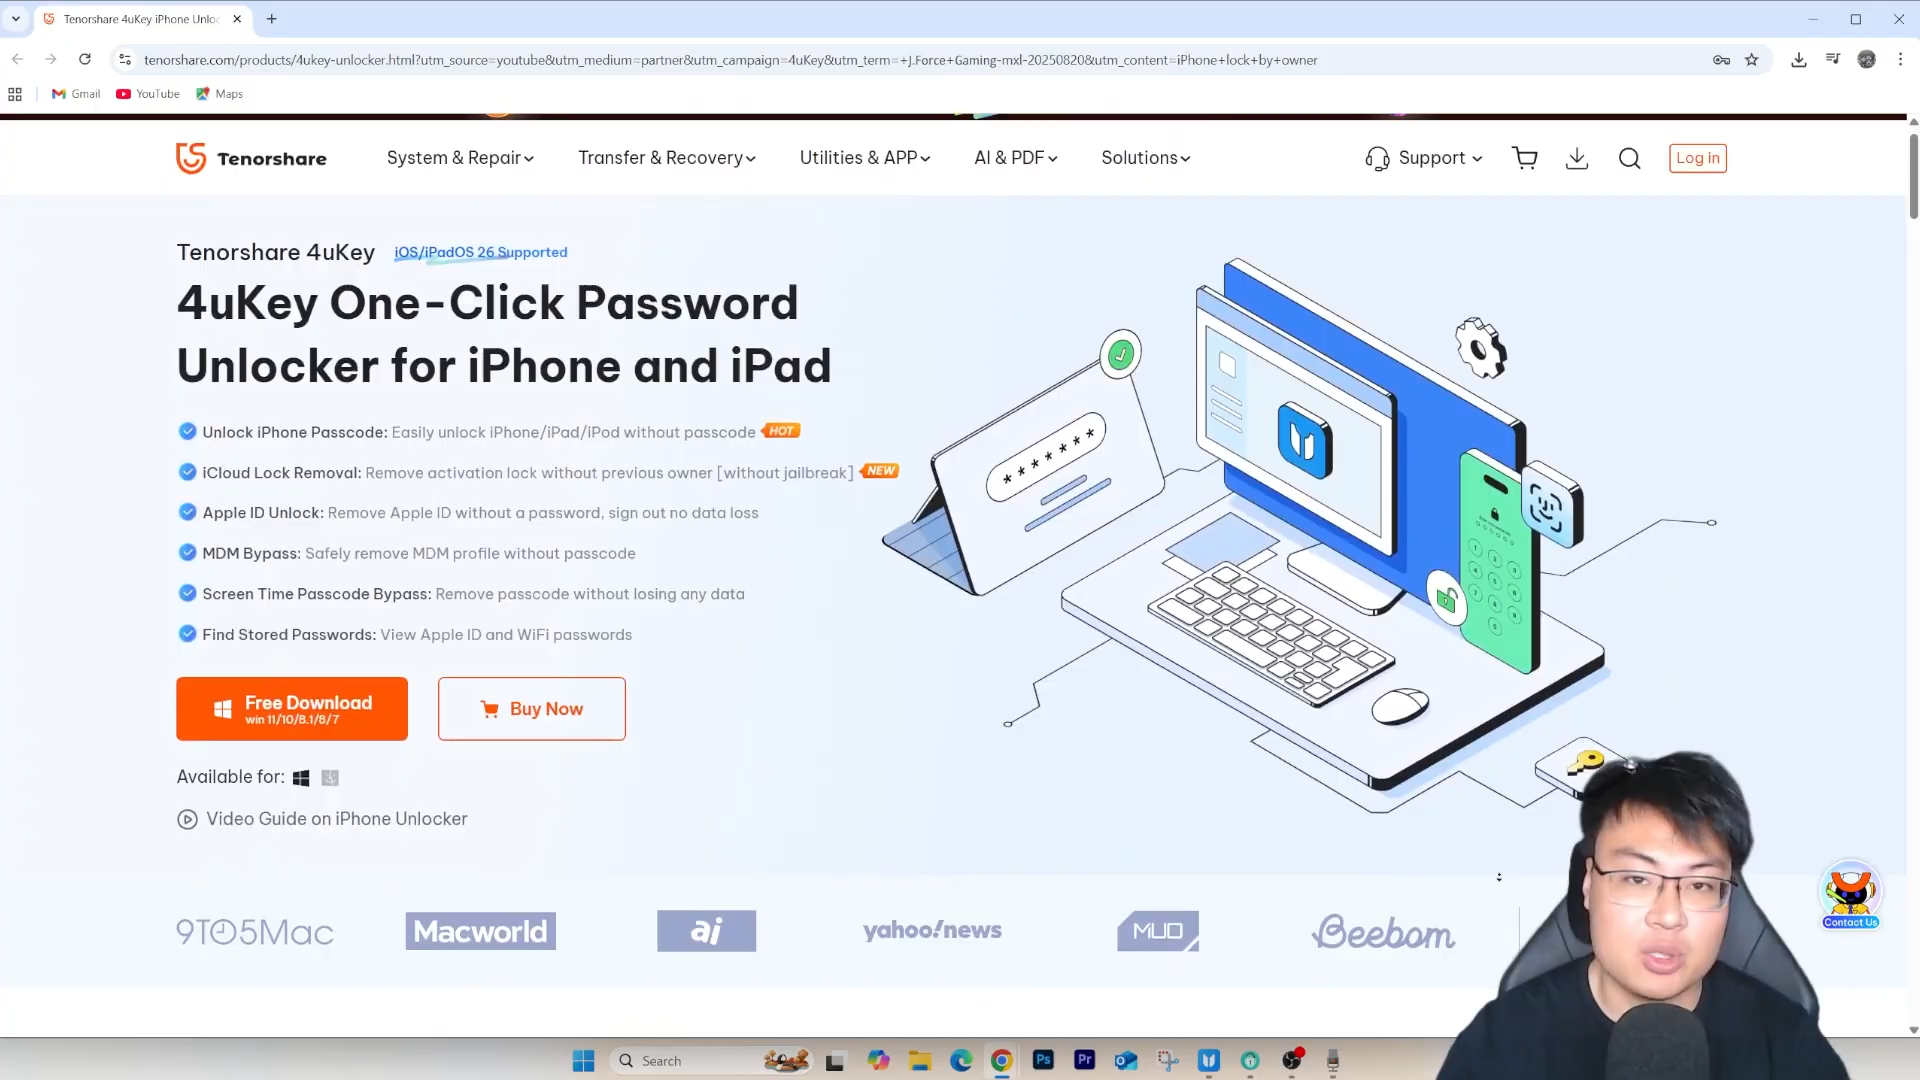 Tenorshare 4uKey iPhone Unloc
tenorshare.com/products/4ukey-unlocker.html?utm_source=youtube&utm_medium=partner&utm_campaign=4uKey&utm_term=+J.Force+Gaming-mxl-20250820&utm_content=iPhone+lock+by+owner
Gmail
YouTube
Maps
Tenorshare
System & Repair
Transfer & Recovery
Utilities & APP
AI & PDF
Solutions
Support
Log in
Tenorshare 4uKey
iOS/iPadOS 26 Supported
4uKey One-Click Password
Unlocker for iPhone and iPad
Unlock iPhone Passcode: Easily unlock iPhone/iPad/iPod without passcode HOT
iCloud Lock Removal: Remove activation lock without previous owner [without jailbreak] NEW
Apple ID Unlock: Remove Apple ID without a password, sign out no data loss
MDM Bypass: Safely remove MDM profile without passcode
Screen Time Passcode Bypass: Remove passcode without losing any data
Find Stored Passwords: View Apple ID and WiFi passwords
Free Download
win 11/10/8.1/8/7
Buy Now
Available for:
Video Guide on iPhone Unlocker
Contact Us
9TO5Mac
Macworld
ai
yahoo!news
MUO
Beebom
Search
Ps
Pr